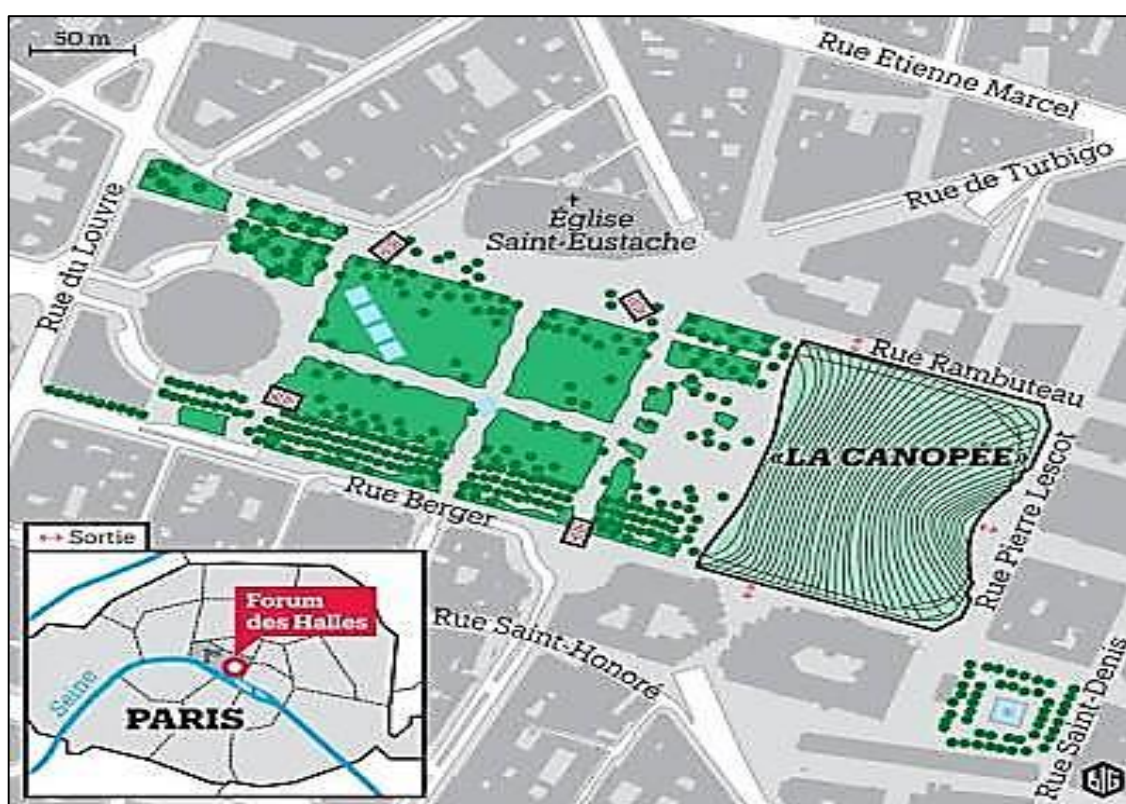 50 m
Rue Etienne Marcel
Rue de Turbigo
Rue du Louvre
Église
Saint-Eustache
Rue Rambuteau
«LA CANOPÉE»
Rue Pierre Lescot
Rue Berger
Rue Saint-Honoré
Rue Saint-Denis
Sortie
Forum
des Halles
Seine
PARIS